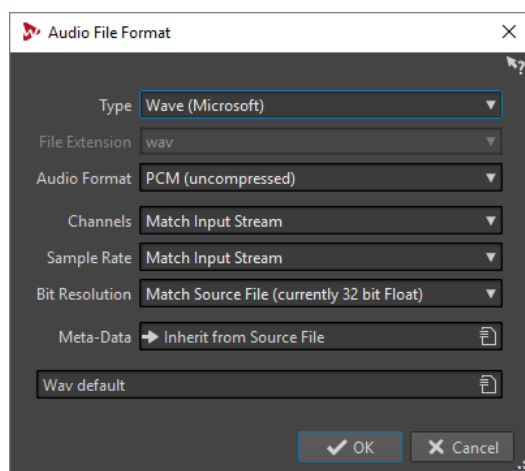 Audio File Format
Type Wave (Microsoft)
File Extension wav
Audio Format PCM (uncompressed)
Channels Match Input Stream
Sample Rate Match Input Stream
Bit Resolution Match Source File (currently 32 bit Float)
Meta-Data Inherit from Source File
Wav default
OK Cancel